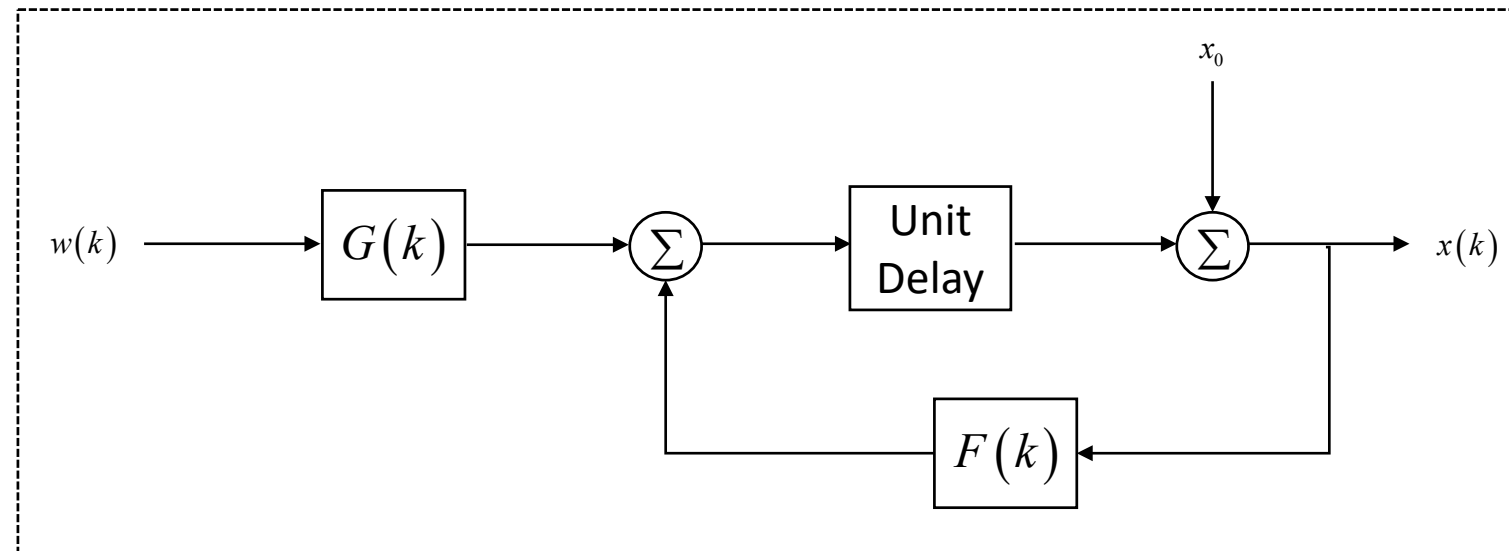 x₀
w(k)
G(k)
Σ
Unit
Delay
Σ
x(k)
F(k)